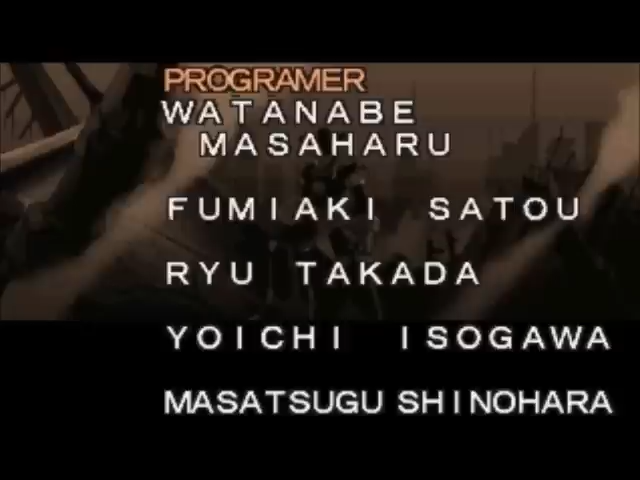 PROGRAMER
WATANABE
MASAHARU
FUMIAKI SATOU
RYU TAKADA
YOICHI ISOGAWA
MASATSUGU SHINOHARA